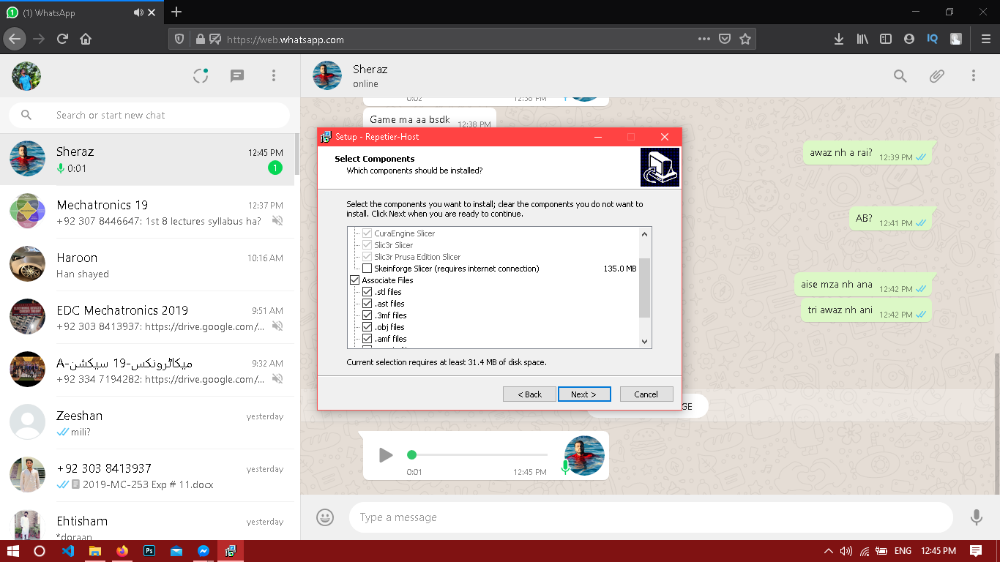 (1) WhatsApp
https://web.whatsapp.com
IQ
Search or start new chat
Sheraz
12:45 PM
0:01
1
Mechatronics 19
12:37 PM
+92 307 8446647: 1st 8 lectures syllabus ha?
Haroon
10:16 AM
Han shayed
EDC Mechatronics 2019
9:51 AM
+92 303 8413937: https://drive.google.com/...
میکاٹرونکس-19 سیکشن-A
9:32 AM
+92 334 7194282: https://drive.google.com/...
Zeeshan
yesterday
mili?
+92 303 8413937
yesterday
2019-MC-253 Exp # 11.docx
Ehtisham
yesterday
*doraan
Sheraz
online
0:02
12:38 PM
Game ma aa bsdk
12:38 PM
awaz nh a rai?
12:39 PM
AB?
12:41 PM
aise mza nh ana
12:42 PM
tri awaz nh ani
12:42 PM
Setup - Repetier-Host
Select Components
Which components should be installed?
Select the components you want to install; clear the components you do not want to
install. Click Next when you are ready to continue.
CuraEngine Slicer
Slic3r Slicer
Slic3r Prusa Edition Slicer
Skeinforge Slicer (requires internet connection)
135.0 MB
Associate Files
.stl files
.ast files
.3mf files
.obj files
.amf files
Current selection requires at least 31.4 MB of disk space.
< Back
Next >
Cancel
GE
0:01
12:45 PM
Type a message
Ps
ENG
12:45 PM